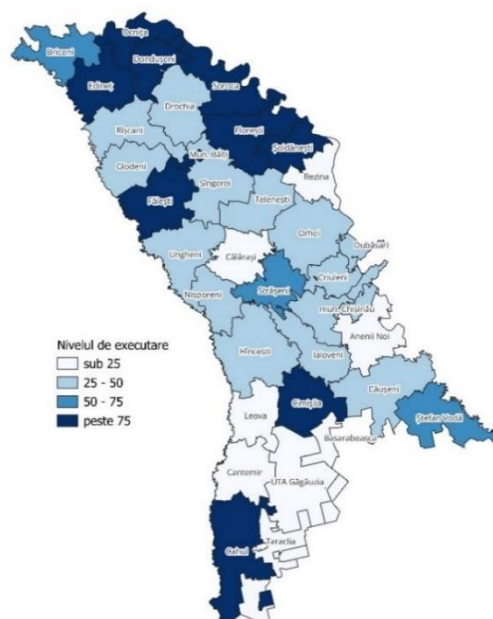 Ocnița
Briceni
Dondușeni
Edineț
Soroca
Drochia
Rîșcani
Florești
Șoldănești
Mun. Bălți
Rezina
Glodeni
Sîngerei
Telenești
Fălești
Orhei
Dubăsari
Ungheni
Călărași
Criuleni
Strășeni
Nisporeni
mun. Chișinău
Anenii Noi
Nivelul de executare
sub 25
25 - 50
50 - 75
peste 75
Hîncești
Ialoveni
Căușeni
Leova
Cimișlia
Ștefan Vodă
Basarabeasca
Cantemir
UTA Găgăuzia
Taraclia
Cahul